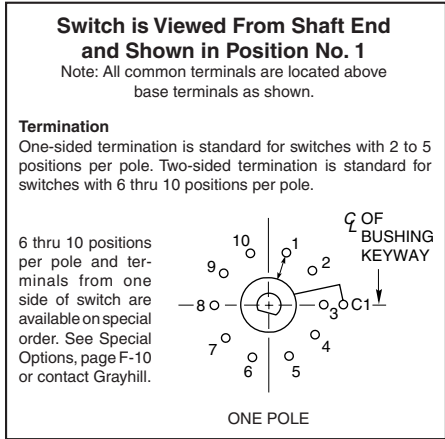 Switch is Viewed From Shaft End
and Shown in Position No. 1
Note: All common terminals are located above
base terminals as shown.
Termination
One-sided termination is standard for switches with 2 to 5
positions per pole. Two-sided termination is standard for
switches with 6 thru 10 positions per pole.
6 thru 10 positions
per pole and ter-
minals from one
side of switch are
available on special
order. See Special
Options, page F-10
or contact Grayhill.
℄ OF
BUSHING
KEYWAY
10
1
9
2
8
3
C1
7
4
6
5
ONE POLE